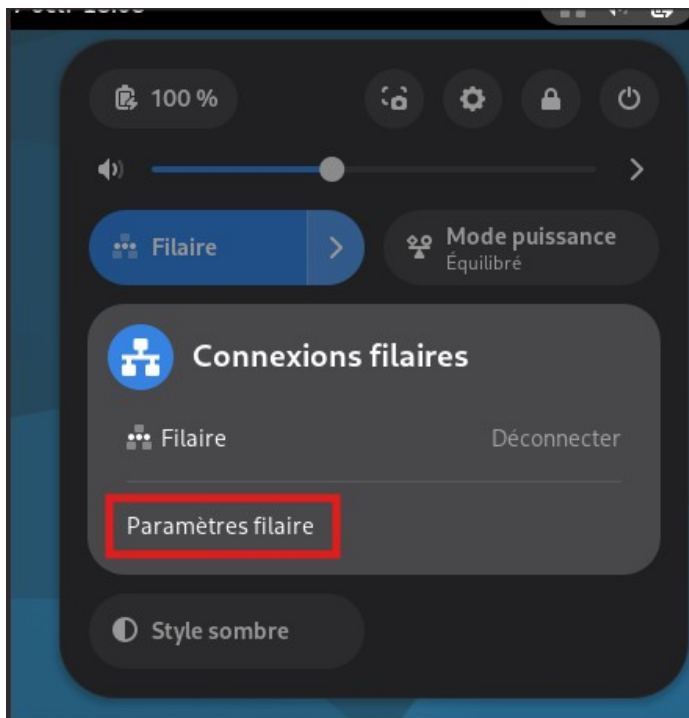 100 %
Filaire
Mode puissance
Équilibré
Connexions filaires
Filaire
Déconnecter
Paramètres filaire
Style sombre